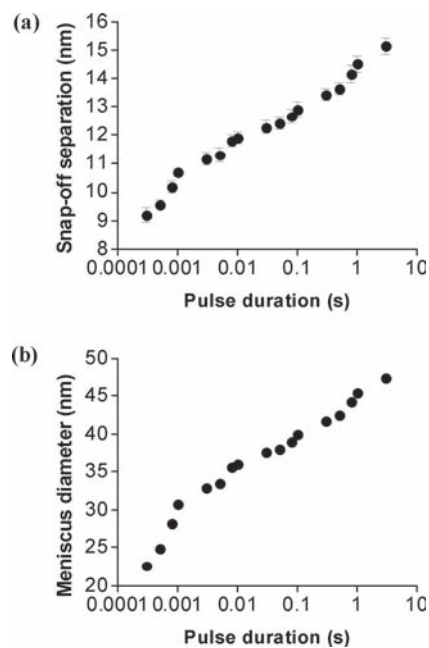 (a)
Snap-off separation (nm)
16
15
14
13
12
11
10
9
8
0.0001 0.001 0.01 0.1 1 10
Pulse duration (s)
(b)
Meniscus diameter (nm)
50
45
40
35
30
25
20
0.0001 0.001 0.01 0.1 1 10
Pulse duration (s)